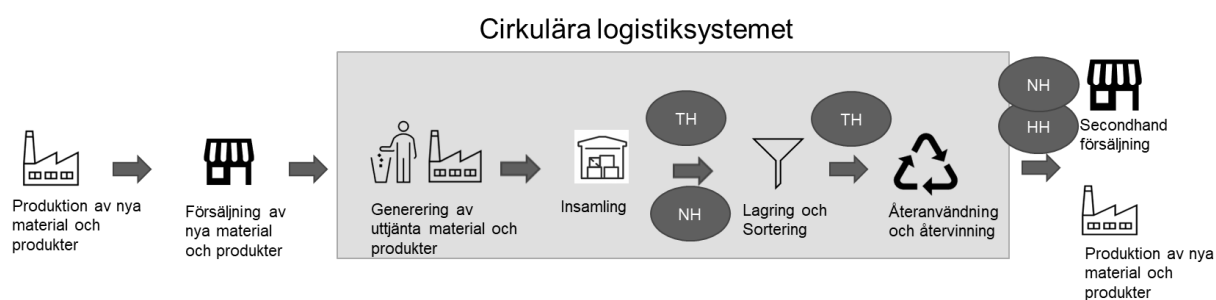 Cirkulära logistiksystemet
Produktion av nya
material och
produkter
Försäljning av
nya material
och produkter
Generering av
uttjänta material och
produkter
Insamling
TH
NH
Lagring och
Sortering
TH
Återanvändning
och återvinning
NH
HH
Secondhand
försäljning
Produktion av nya
material och
produkter